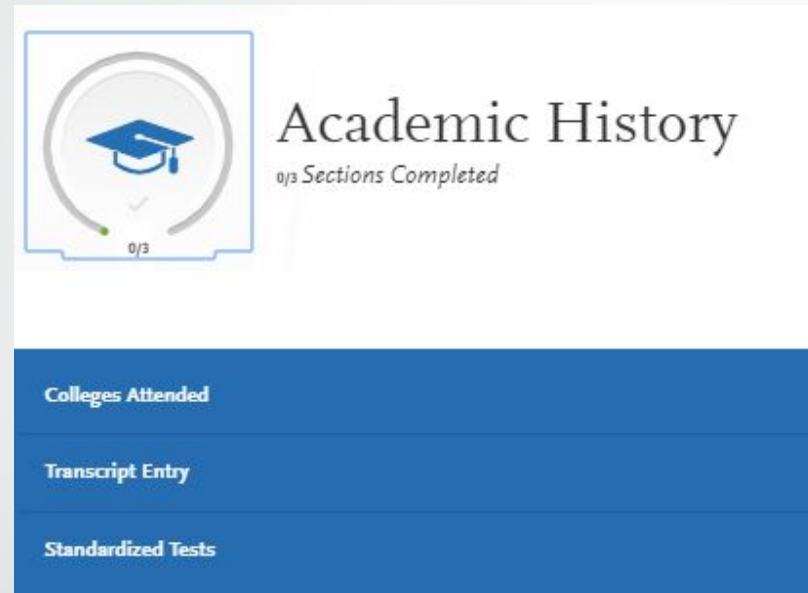 Academic History
0/3 Sections Completed
0/3
Colleges Attended
Transcript Entry
Standardized Tests